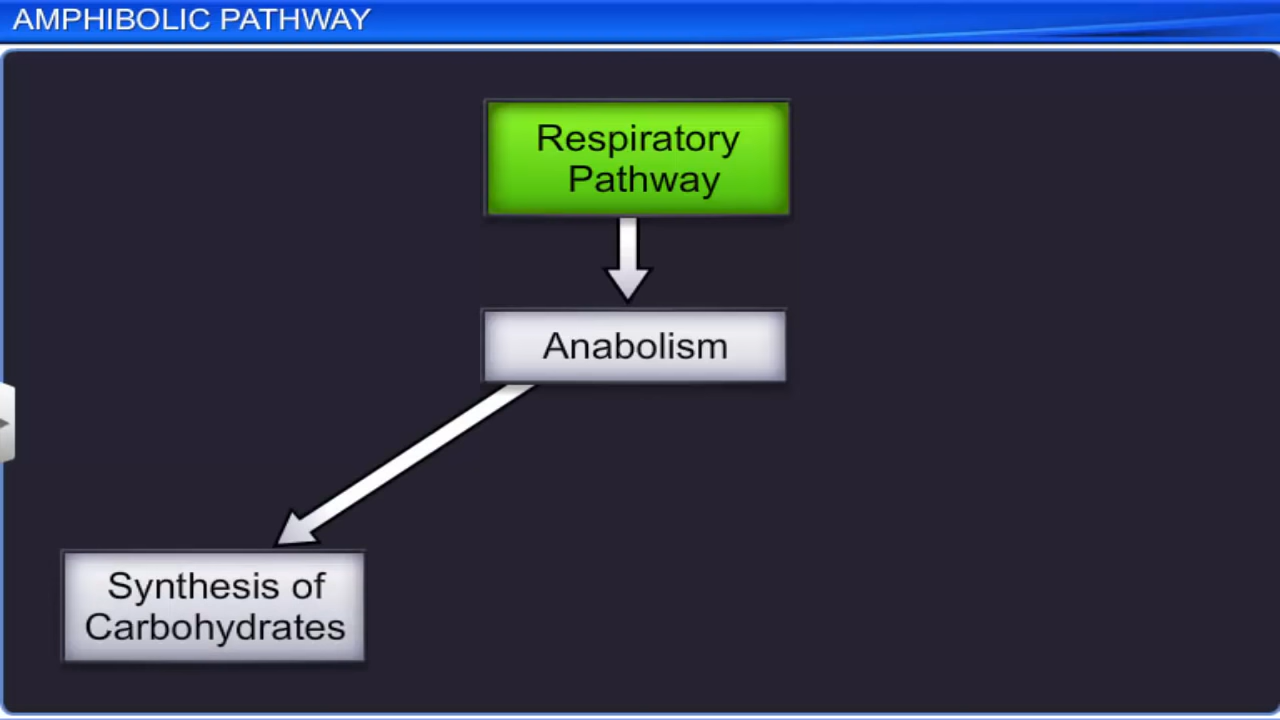 AMPHIBOLIC PATHWAY
Respiratory
Pathway
Anabolism
Synthesis of
Carbohydrates